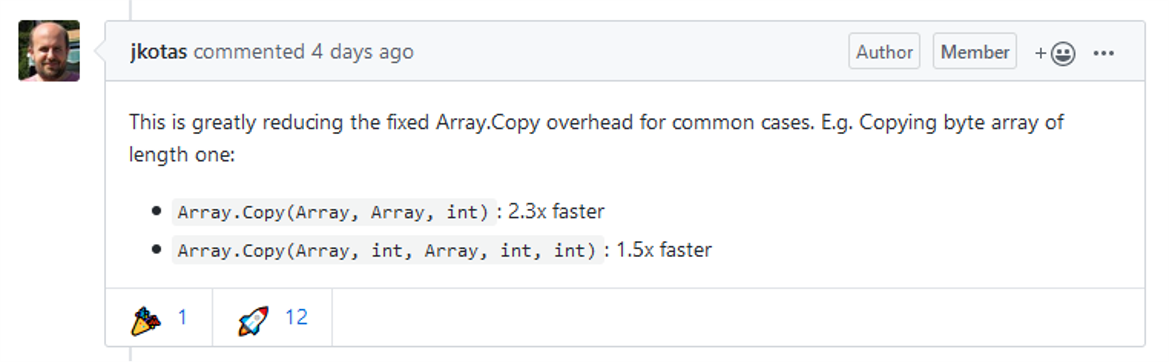 jkotas commented 4 days ago
Author
Member
This is greatly reducing the fixed Array.Copy overhead for common cases. E.g. Copying byte array of
length one:
Array.Copy(Array, Array, int) : 2.3x faster
Array.Copy(Array, int, Array, int, int) : 1.5x faster
1
12